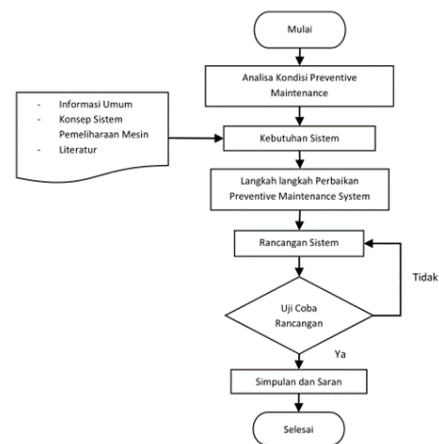 Mulai
Analisa Kondisi Preventive
Maintenance
- Informasi Umum
- Konsep Sistem
Pemeliharaan Mesin
- Literatur
Kebutuhan Sistem
Langkah langkah Perbaikan
Preventive Maintenance System
Rancangan Sistem
Tidak
Uji Coba
Rancangan
Ya
Simpulan dan Saran
Selesai